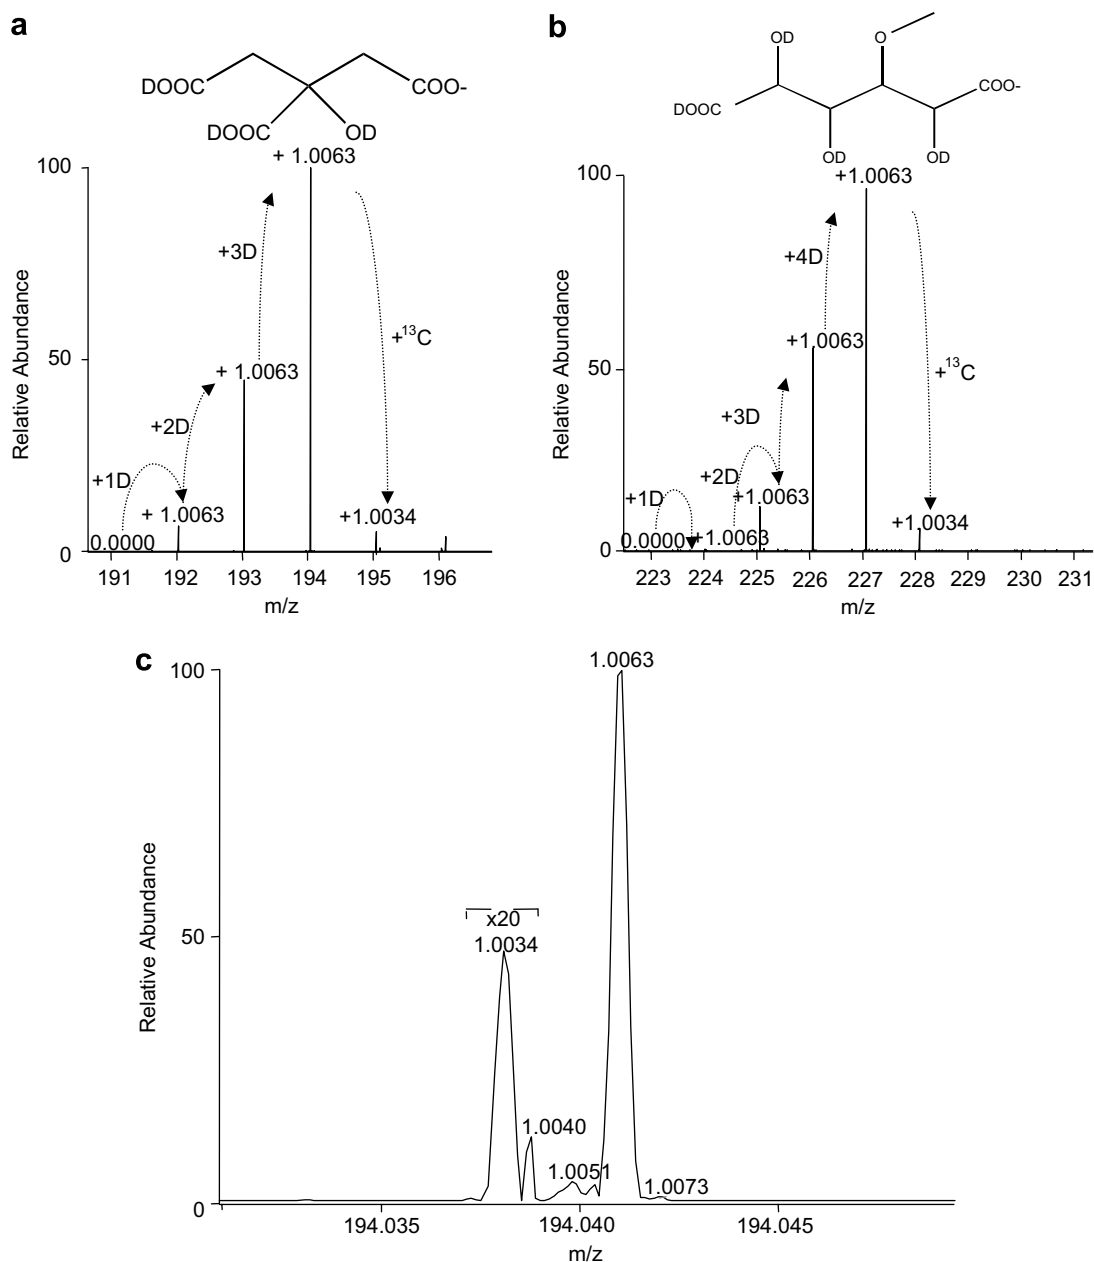 a
DOOC
COO-
DOOC
OD
+ 1.0063
100
+3D
+13C
50
+ 1.0063
+2D
+1D
+ 1.0063
+1.0034
0.0000
0
191 192 193 194 195 196
m/z
Relative Abundance
b
OD
O
DOOC
COO-
OD
OD
+1.0063
100
+4D
+1.0063
50
+13C
+3D
+2D
+1D
+1.0063
+1.0034
0.0000
+1.0063
0
223 224 225 226 227 228 229 230 231
m/z
Relative Abundance
c
1.0063
100
x20
1.0034
50
1.0040
1.0051
1.0073
0
194.035 194.040 194.045
m/z
Relative Abundance